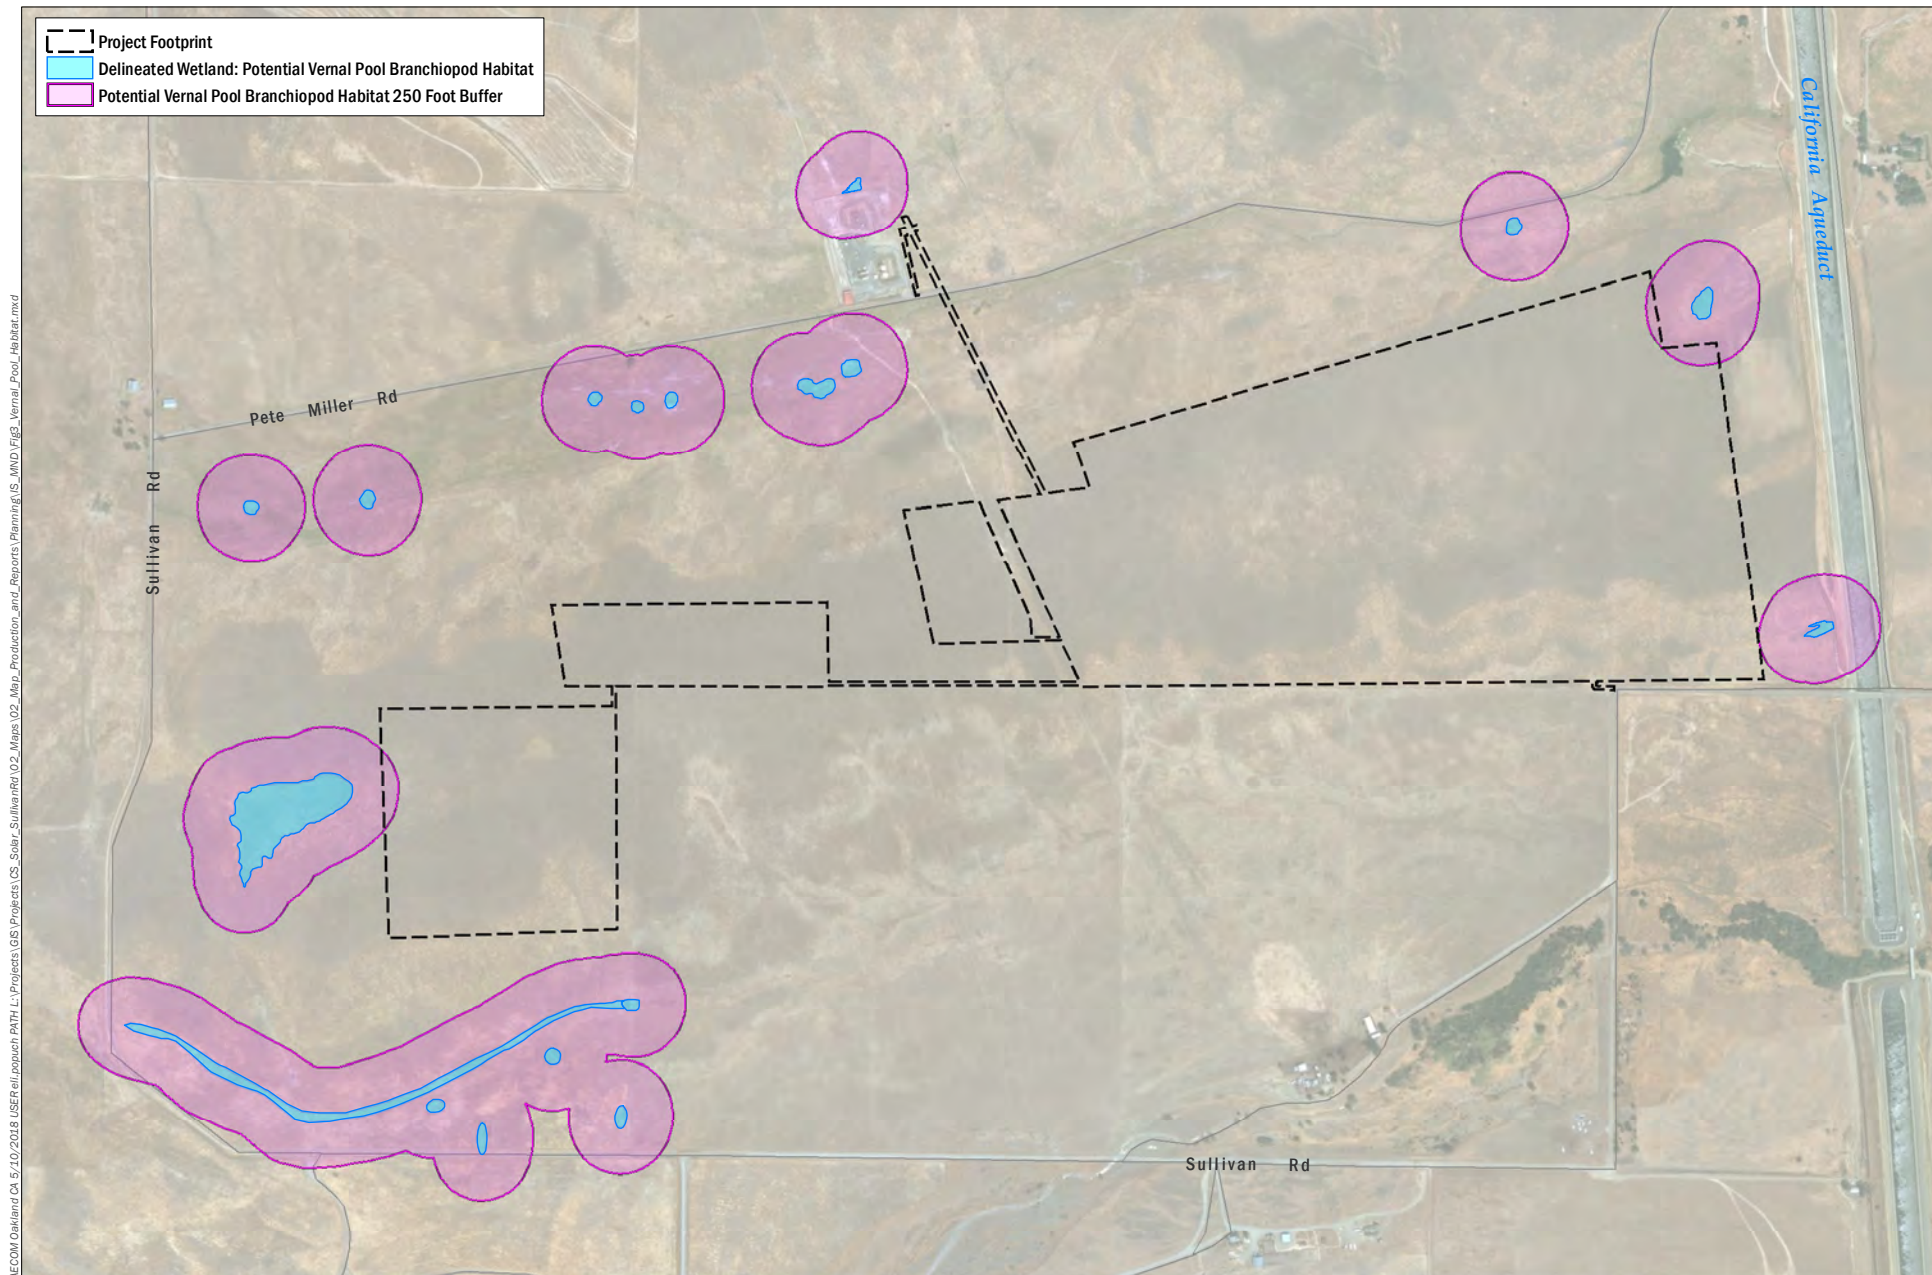 Project Footprint
Delineated Wetland: Potential Vernal Pool Branchiopod Habitat
Potential Vernal Pool Branchiopod Habitat 250 Foot Buffer
California Aqueduct
Pete Miller Rd
Sullivan Rd
Sullivan Rd
AECOM Oakland CA 5/10/2018 USER eli.popuch PATH L:\Projects\GIS\Projects\CS_Solar_SullivanRd\02_Maps\02_Map_Production_and_Reports\Planning\IS_MND\Fig3_Vernal_Pool_Habitat.mxd